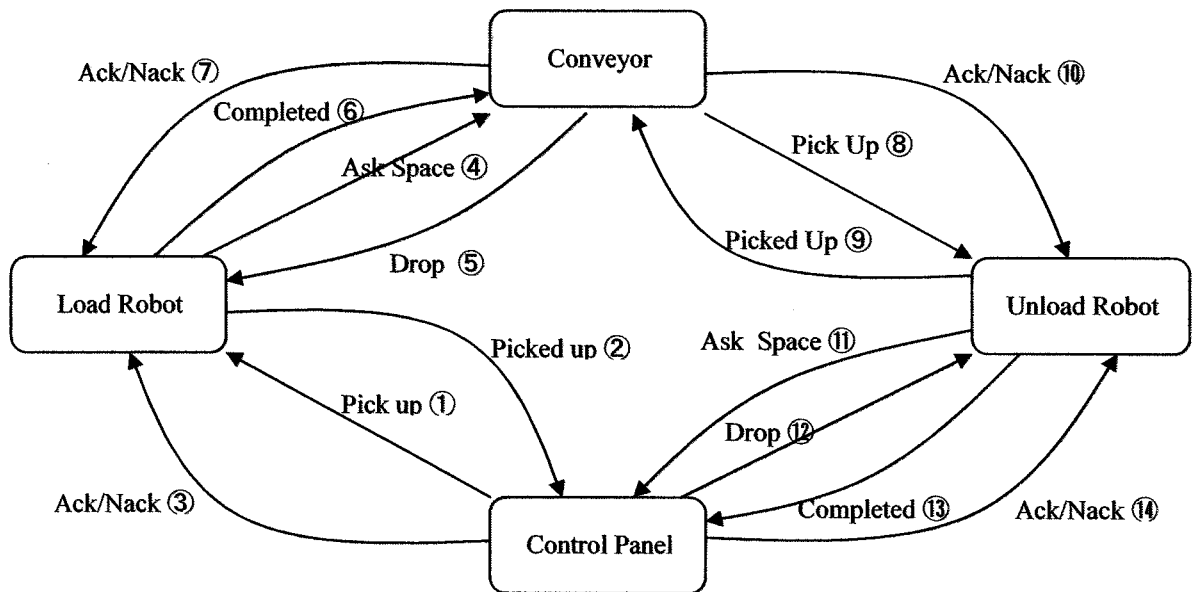 Conveyor
Ack/Nack ⑦
Ack/Nack ⑩
Completed ⑥
Pick Up ⑧
Ask Space ④
Picked Up ⑨
Drop ⑤
Load Robot
Unload Robot
Picked up ②
Ask Space ⑪
Pick up ①
Drop ⑫
Ack/Nack ③
Completed ⑬
Ack/Nack ⑭
Control Panel